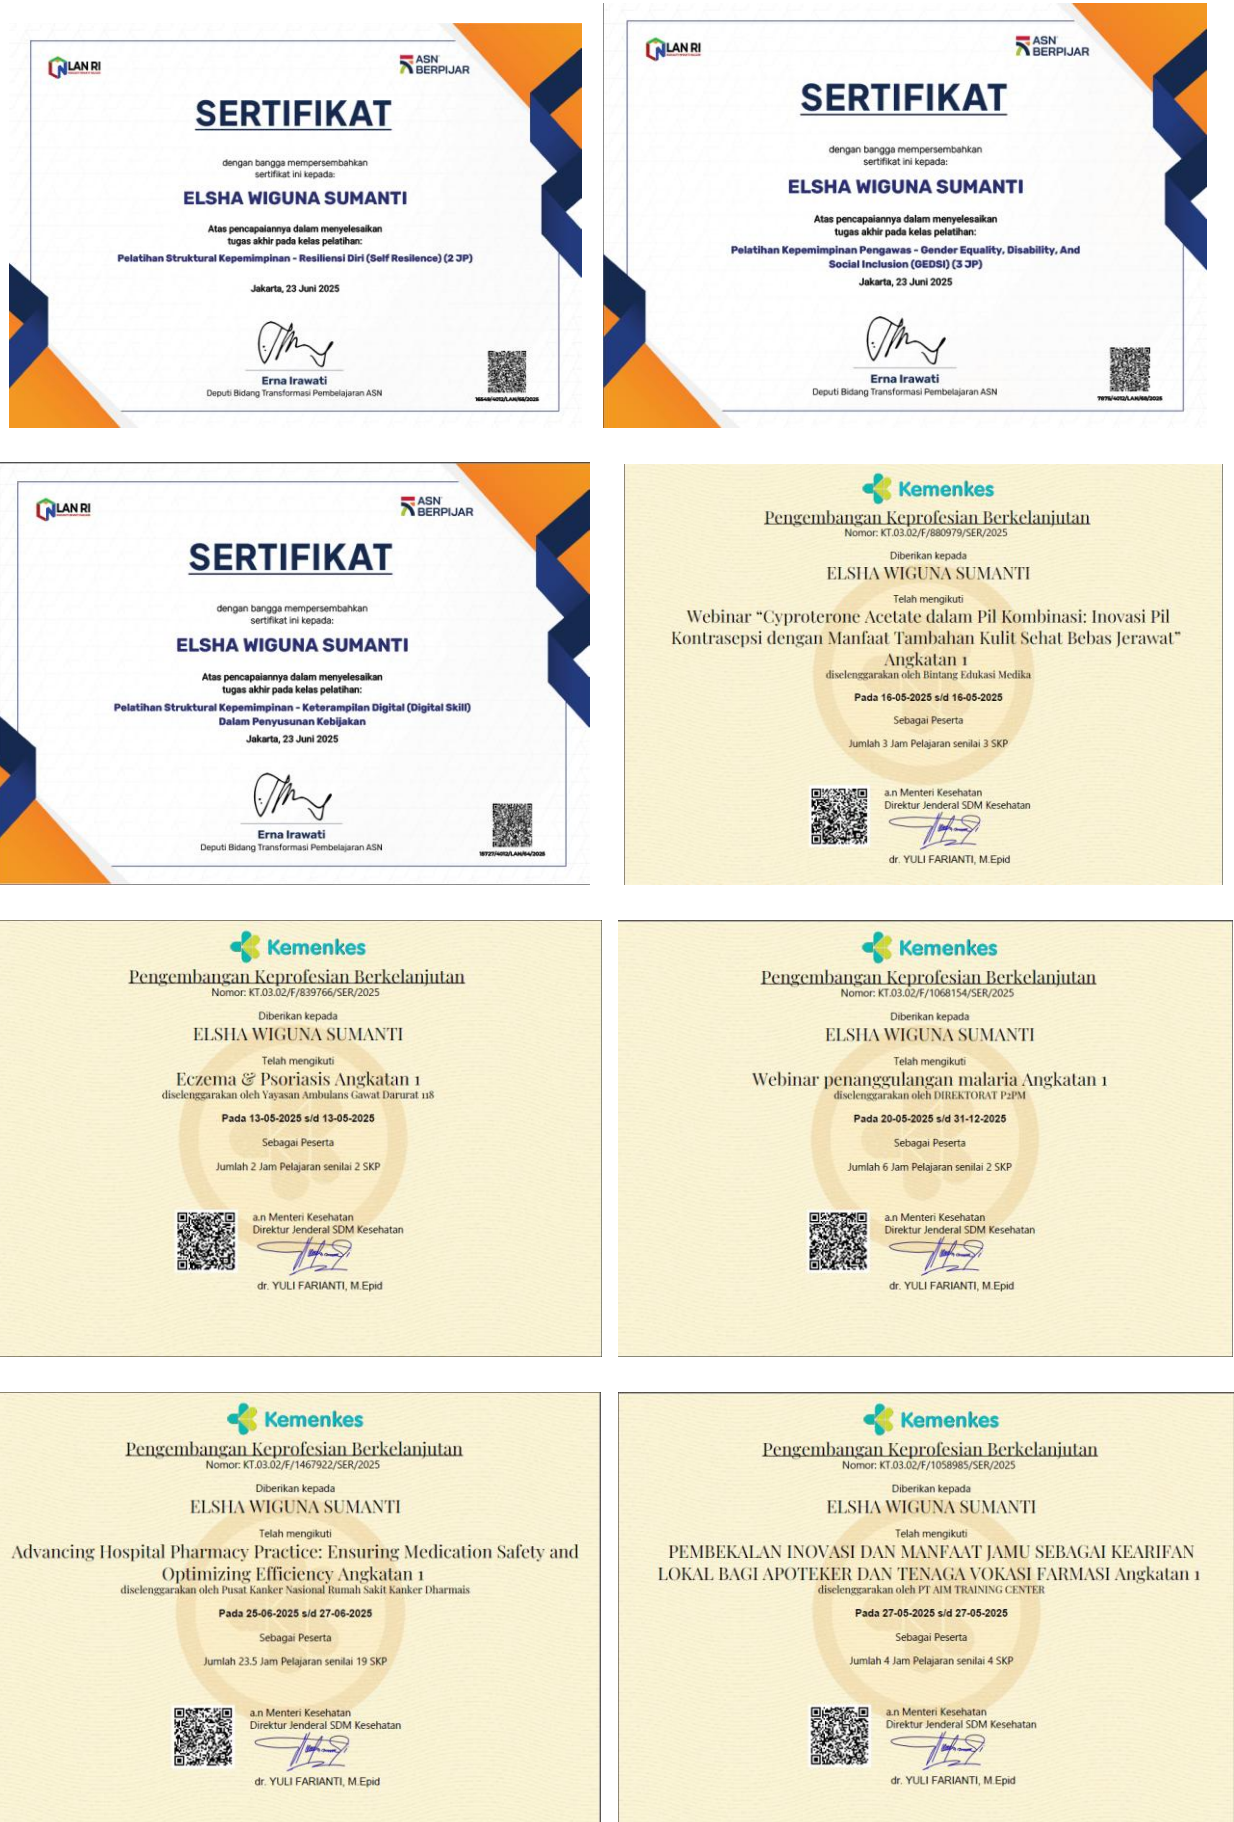 LAN RI
ASN
BERPIJAR
SERTIFIKAT
dengan bangga mempersembahkan
sertifikat ini kepada:
ELSHA WIGUNA SUMANTI
Atas pencapaiannya dalam menyelesaikan
tugas akhir pada kelas pelatihan:
Pelatihan Struktural Kepemimpinan - Resiliensi Diri (Self Resilence) (2 JP)
Jakarta, 23 Juni 2025
Erna Irawati
Deputi Bidang Transformasi Pembelajaran ASN
LAN RI
ASN
BERPIJAR
SERTIFIKAT
dengan bangga mempersembahkan
sertifikat ini kepada:
ELSHA WIGUNA SUMANTI
Atas pencapaiannya dalam menyelesaikan
tugas akhir pada kelas pelatihan:
Pelatihan Kepemimpinan Pengawas - Gender Equality, Disability, And
Social Inclusion (GEDSI) (3 JP)
Jakarta, 23 Juni 2025
Erna Irawati
Deputi Bidang Transformasi Pembelajaran ASN
LAN RI
ASN
BERPIJAR
SERTIFIKAT
dengan bangga mempersembahkan
sertifikat ini kepada:
ELSHA WIGUNA SUMANTI
Atas pencapaiannya dalam menyelesaikan
tugas akhir pada kelas pelatihan:
Pelatihan Struktural Kepemimpinan - Keterampilan Digital (Digital Skill)
Dalam Penyusunan Kebijakan
Jakarta, 23 Juni 2025
Erna Irawati
Deputi Bidang Transformasi Pembelajaran ASN
Kemenkes
Pengembangan Keprofesian Berkelanjutan
Nomor: KT.03.02/F/880979/SER/2025
Diberikan kepada
ELSHA WIGUNA SUMANTI
Telah mengikuti
Webinar “Cyproterone Acetate dalam Pil Kombinasi: Inovasi Pil
Kontrasepsi dengan Manfaat Tambahan Kulit Sehat Bebas Jerawat”
Angkatan 1
diselenggarakan oleh Bintang Edukasi Medika
Pada 16-05-2025 s/d 16-05-2025
Sebagai Peserta
Jumlah 3 Jam Pelajaran senilai 3 SKP
a.n Menteri Kesehatan
Direktur Jenderal SDM Kesehatan
dr. YULI FARIANTI, M.Epid
Kemenkes
Pengembangan Keprofesian Berkelanjutan
Nomor: KT.03.02/F/839766/SER/2025
Diberikan kepada
ELSHA WIGUNA SUMANTI
Telah mengikuti
Eczema & Psoriasis Angkatan 1
diselenggarakan oleh Yayasan Ambulans Gawat Darurat 118
Pada 13-05-2025 s/d 13-05-2025
Sebagai Peserta
Jumlah 2 Jam Pelajaran senilai 2 SKP
a.n Menteri Kesehatan
Direktur Jenderal SDM Kesehatan
dr. YULI FARIANTI, M.Epid
Kemenkes
Pengembangan Keprofesian Berkelanjutan
Nomor: KT.03.02/F/1068154/SER/2025
Diberikan kepada
ELSHA WIGUNA SUMANTI
Telah mengikuti
Webinar penanggulangan malaria Angkatan 1
diselenggarakan oleh DIREKTORAT P2PM
Pada 20-05-2025 s/d 31-12-2025
Sebagai Peserta
Jumlah 6 Jam Pelajaran senilai 2 SKP
a.n Menteri Kesehatan
Direktur Jenderal SDM Kesehatan
dr. YULI FARIANTI, M.Epid
Kemenkes
Pengembangan Keprofesian Berkelanjutan
Nomor: KT.03.02/F/1467922/SER/2025
Diberikan kepada
ELSHA WIGUNA SUMANTI
Telah mengikuti
Advancing Hospital Pharmacy Practice: Ensuring Medication Safety and
Optimizing Efficiency Angkatan 1
diselenggarakan oleh Pusat Kanker Nasional Rumah Sakit Kanker Dharmais
Pada 25-06-2025 s/d 27-06-2025
Sebagai Peserta
Jumlah 23.5 Jam Pelajaran senilai 19 SKP
a.n Menteri Kesehatan
Direktur Jenderal SDM Kesehatan
dr. YULI FARIANTI, M.Epid
Kemenkes
Pengembangan Keprofesian Berkelanjutan
Nomor: KT.03.02/F/1058985/SER/2025
Diberikan kepada
ELSHA WIGUNA SUMANTI
Telah mengikuti
PEMBEKALAN INOVASI DAN MANFAAT JAMU SEBAGAI KEARIFAN
LOKAL BAGI APOTEKER DAN TENAGA VOKASI FARMASI Angkatan 1
diselenggarakan oleh PT AIM TRAINING CENTER
Pada 27-05-2025 s/d 27-05-2025
Sebagai Peserta
Jumlah 4 Jam Pelajaran senilai 4 SKP
a.n Menteri Kesehatan
Direktur Jenderal SDM Kesehatan
dr. YULI FARIANTI, M.Epid